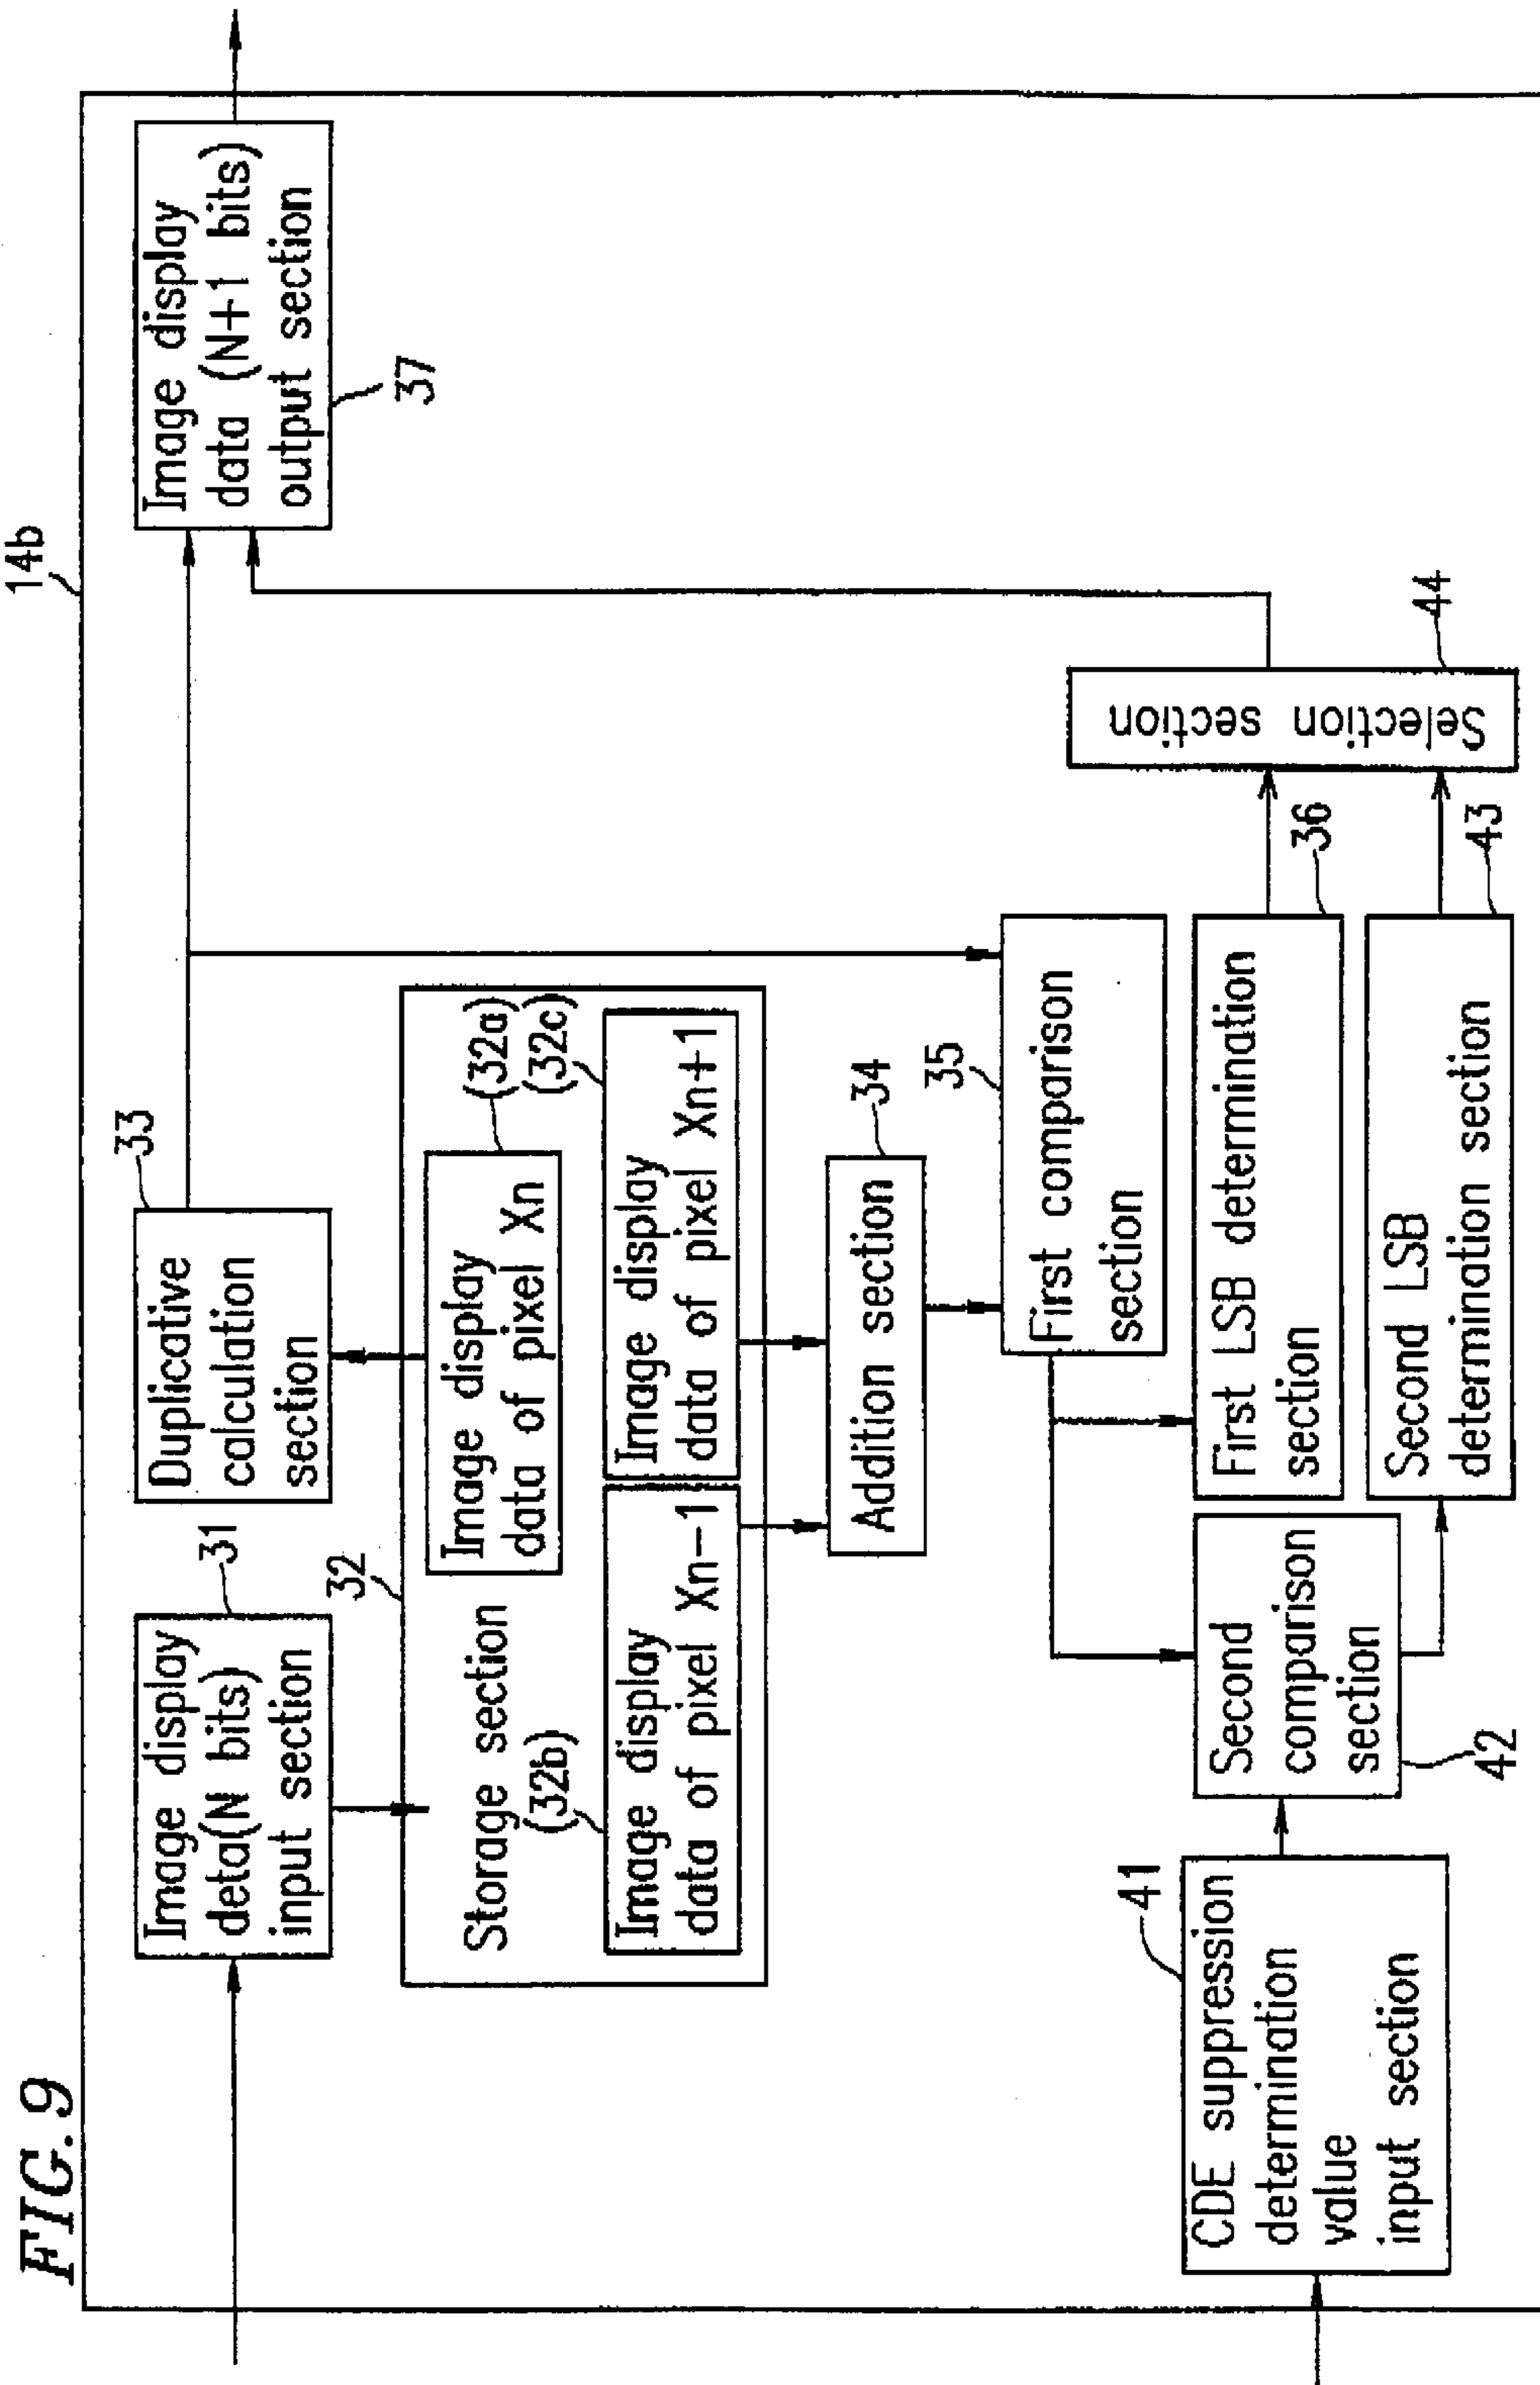 FIG. 9
14b
Image display
deta(N bits)
input section
31
Duplicative
calculation
section
33
Image display
data (N+1 bits)
output section
37
32
Storage section
Image display
data of pixel Xn
(32a)
(32b)
Image display
data of pixel Xn-1
(32c)
Image display
data of pixel Xn+1
Addition section
34
35
First comparison
section
41
CDE suppression
determination
value
input section
Second
comparison
section
42
First LSB determination
section
36
Second LSB
determination section
43
Selection section
44